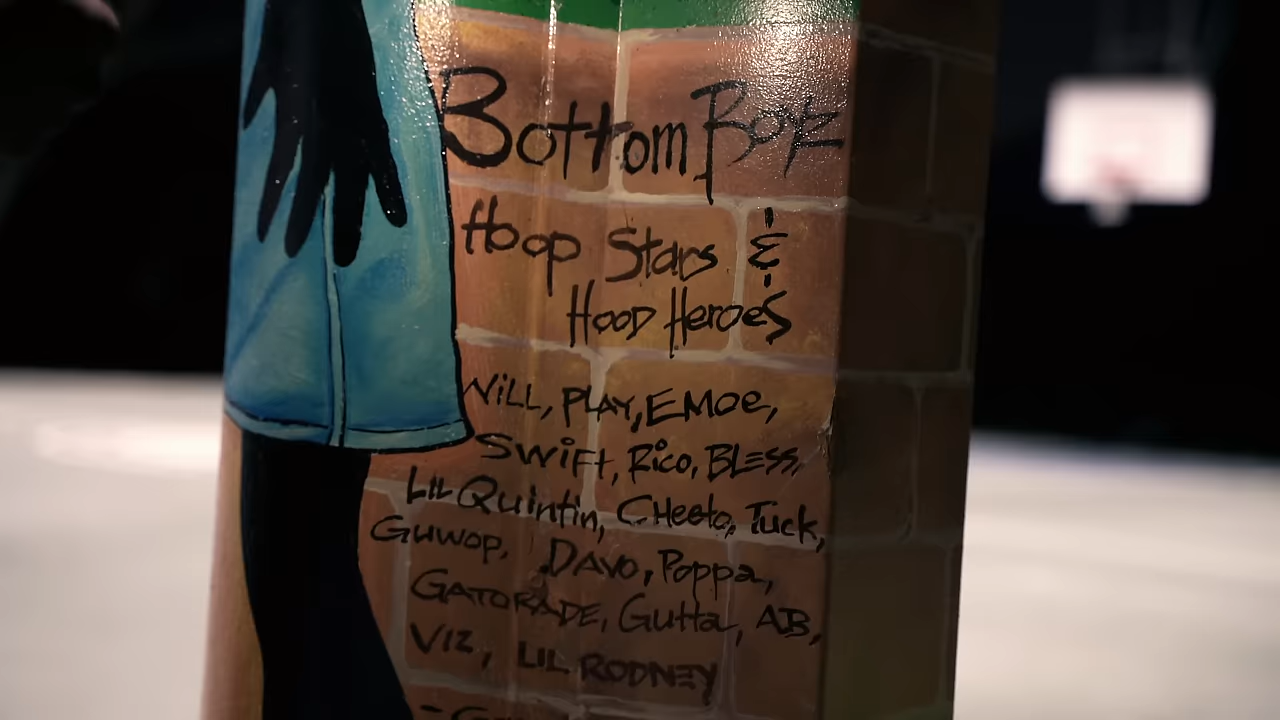 Bottom Boyz
Hoop Stars &
Hood Heroes
Will, Play, Emoe,
Swift, Rico, Bless,
Lil Quintin, Cheeto, Tuck,
Guwop, Davo, Poppa,
Gatorade, Gutta, AB,
Viz, Lil Rodney